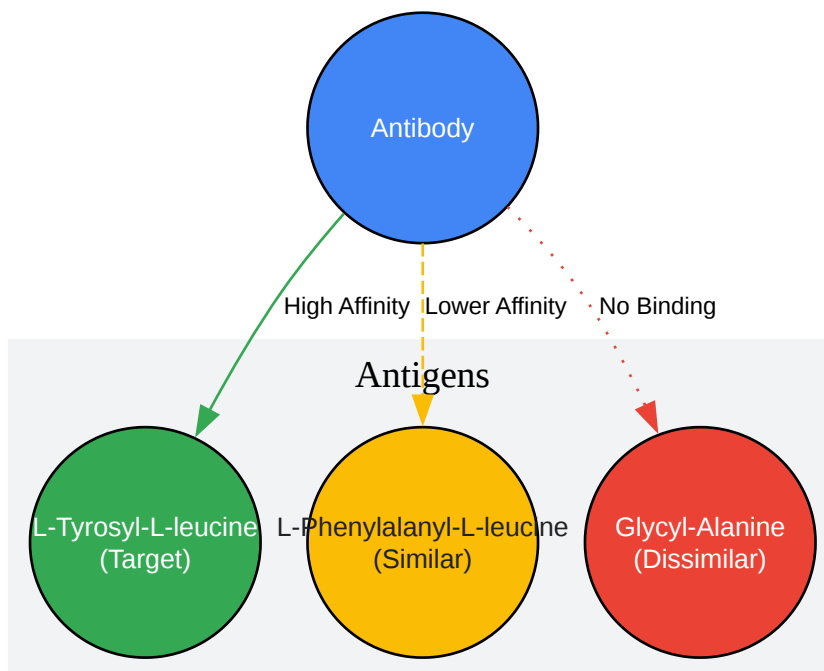 Antibody
High Affinity
Lower Affinity
No Binding
Antigens
L-Tyrosyl-L-leucine
(Target)
L-Phenylalanyl-L-leucine
(Similar)
Glycyl-Alanine
(Dissimilar)